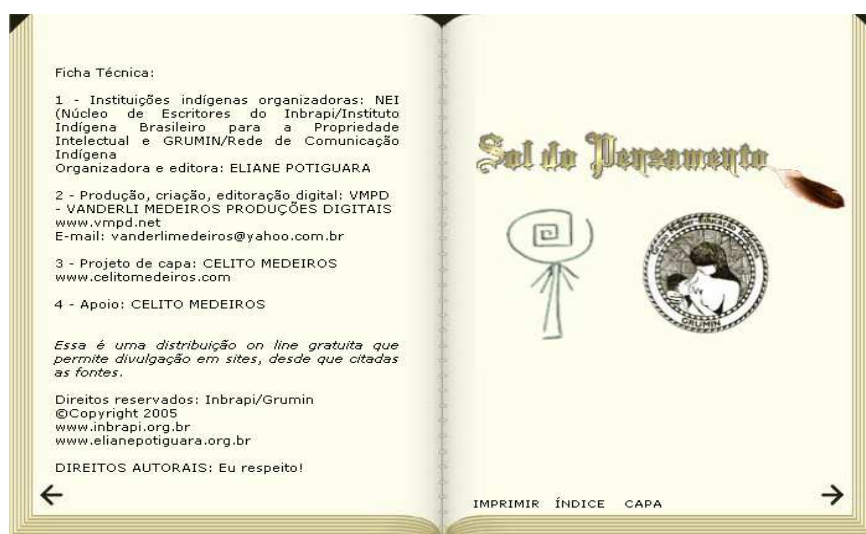 Ficha Técnica:
1 - Instituições indígenas organizadoras: NEI
(Núcleo de Escritores do Inbrapi/Instituto
Indígena Brasileiro para a Propriedade
Intelectual e GRUMIN/Rede de Comunicação
Indígena
Organizadora e editora: ELIANE POTIGUARA
2 - Produção, criação, editoração digital: VMPD
- VANDERLI MEDEIROS PRODUÇÕES DIGITAIS
www.vmpd.net
E-mail: vanderlimedeiros@yahoo.com.br
3 - Projeto de capa: CELITO MEDEIROS
www.celitomedeiros.com
4 - Apoio: CELITO MEDEIROS
Essa é uma distribuição on line gratuita que
permite divulgação em sites, desde que citadas
as fontes.
Direitos reservados: Inbrapi/Grumin
©Copyright 2005
www.inbrapi.org.br
www.elianepotiguara.org.br
DIREITOS AUTORAIS: Eu respeito!
Sol do Pensamento
GRUMIN
IMPRIMIR ÍNDICE CAPA